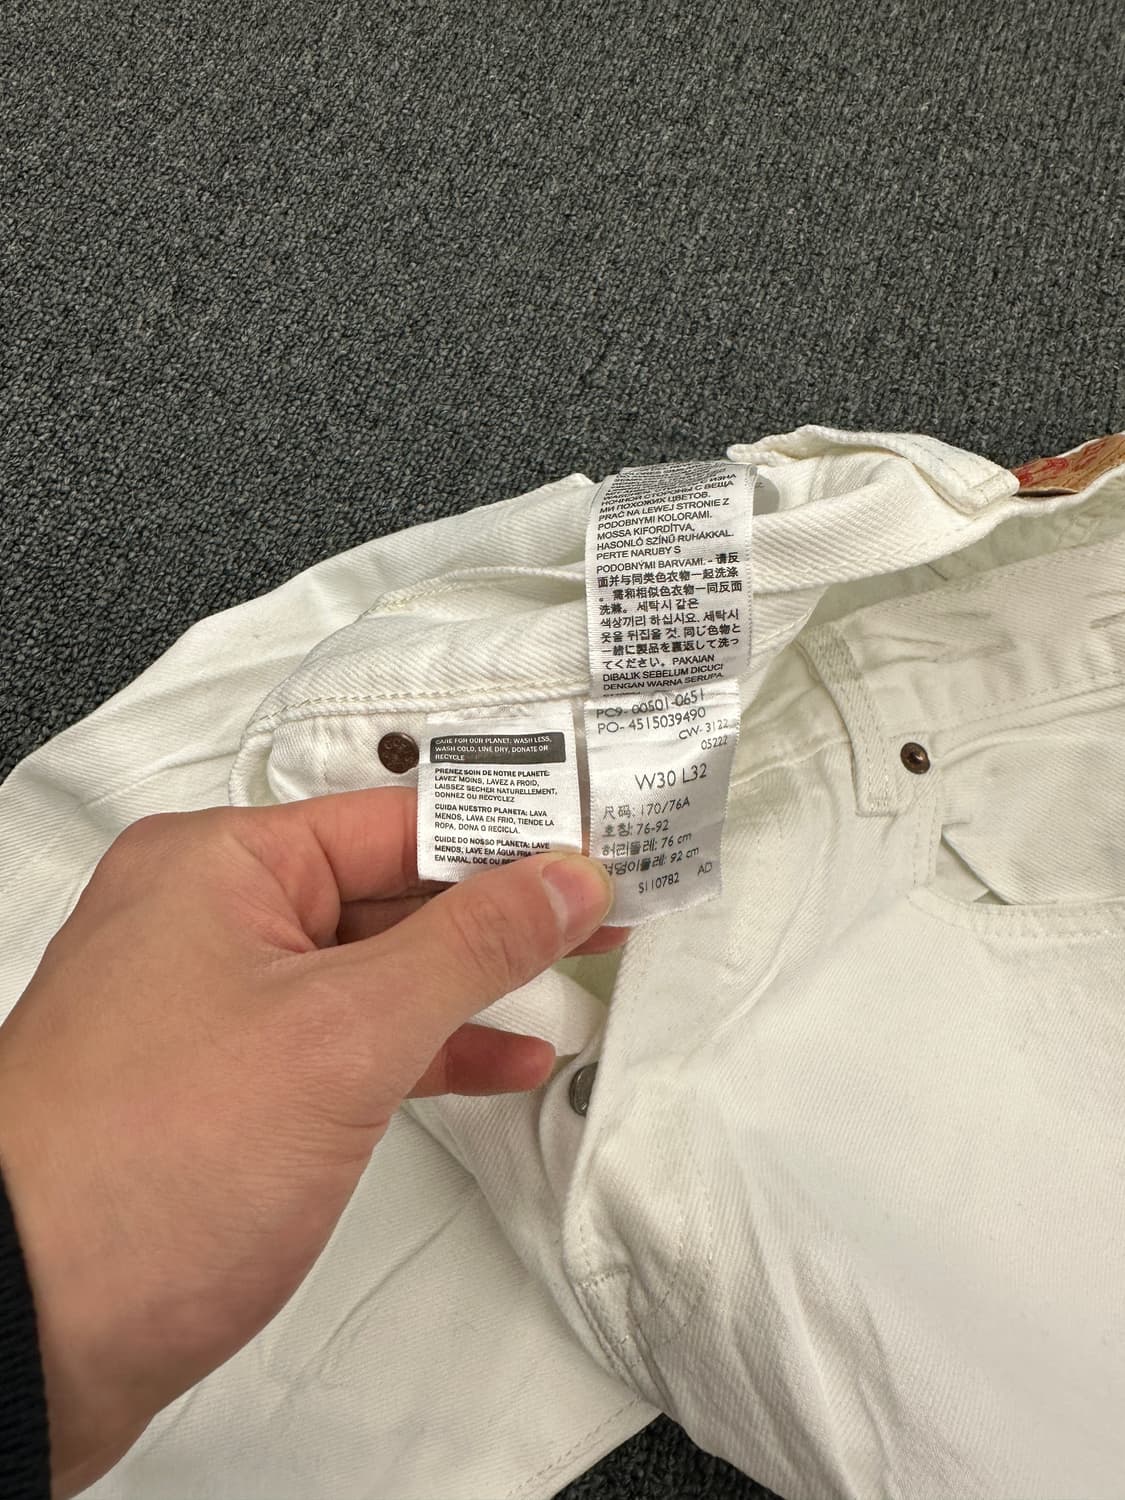 НОЧНОЙ СТОРОНЫ С ВЕЩА
МИ ПОХОЖИХ ЦВЕТОВ.
PRAĆ NA LEWEJ STRONIE Z
PODOBNYMI KOLORAMI.
MOSSA KIFORDÍTVA,
HASONLÓ SZÍNŰ RUHÁKKAL.
PERTE NARUBY S
PODOBNÝMI BARVAMI. - 请反
面并与同类色衣物一起洗涤
。需和相似色衣物一同反面
洗滌。세탁시 같은
색상끼리 하십시요. 세탁시
옷을 뒤집을 것. 同じ色物と
一緒に製品を裏返して洗っ
てください。PAKAIAN
DIBALIK SEBELUM DICUCI
DENGAN WARNA SERUPA.
PC9- 00501-0651
PO- 4515039490
CW- 3122
05222
W30 L32
尺码: 170/76A
호칭: 76-92
허리둘레: 76 cm
엉덩이둘레: 92 cm
S110782 AD
CARE FOR OUR PLANET: WASH LESS,
WASH COLD, LINE DRY, DONATE OR
RECYCLE
PRENEZ SOIN DE NOTRE PLANETE:
LAVEZ MOINS, LAVEZ A FROID,
LAISSEZ SECHER NATURELLEMENT,
DONNEZ OU RECYCLEZ
CUIDA NUESTRO PLANETA: LAVA
MENOS, LAVA EN FRIO, TIENDE LA
ROPA, DONA O RECICLA.
CUIDE DO NOSSO PLANETA: LAVE
MENOS, LAVE EM ÁGUA FRIA,
EM VARAL, DOE OU